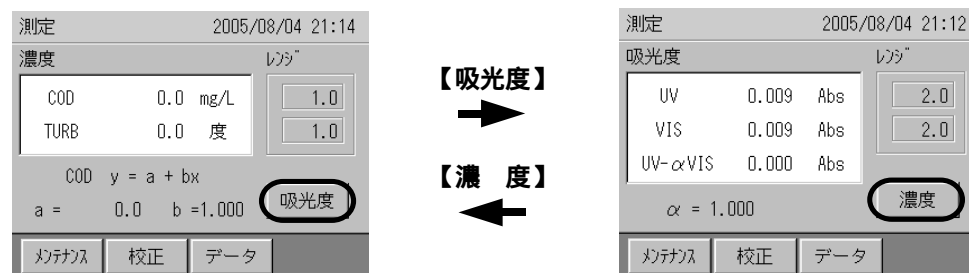 測定 2005/08/04 21:14
濃度 ﾚﾝｼﾞ
COD 0.0 mg/L 1.0
TURB 0.0 度 1.0
COD y = a + bx
a = 0.0 b =1.000 吸光度
ﾒﾝﾃﾅﾝｽ 校正 データ
【吸光度】
【濃 度】
測定 2005/08/04 21:12
吸光度 ﾚﾝｼﾞ
UV 0.009 Abs 2.0
VIS 0.009 Abs 2.0
UV-αVIS 0.000 Abs
α = 1.000 濃度
ﾒﾝﾃﾅﾝｽ 校正 データ